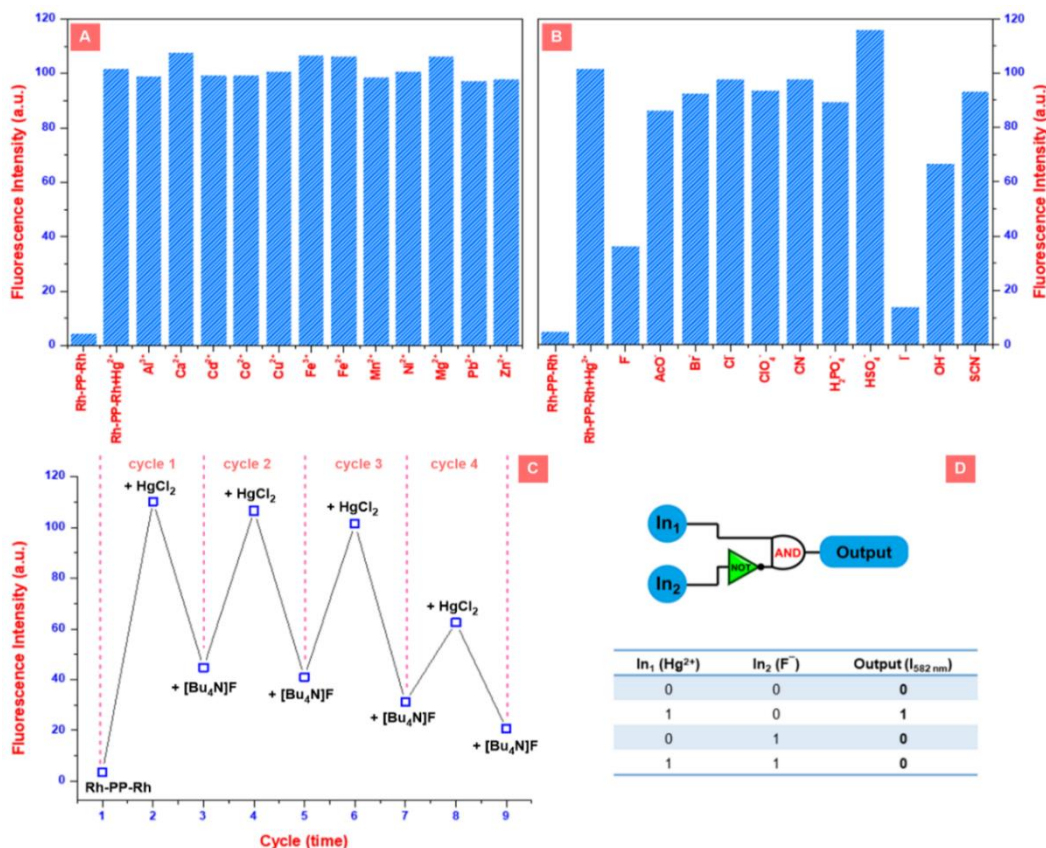 A
Fluorescence Intensity (a.u.)
120
100
80
60
40
20
0
Rh-PP-Rh
Rh-PP-Rh+Hg²⁺
Al³⁺
Ca²⁺
Cd²⁺
Co²⁺
Cu²⁺
Fe³⁺
Fe²⁺
Mn²⁺
Ni²⁺
Mg²⁺
Pb²⁺
Zn²⁺
B
120
100
80
60
40
20
0
Fluorescence Intensity (a.u.)
Rh-PP-Rh
Rh-PP-Rh+Hg²⁺
F⁻
AcO⁻
Br⁻
Cl⁻
ClO₄⁻
CN⁻
H₂PO₄⁻
HSO₄⁻
I⁻
OH⁻
SCN⁻
C
cycle 1 cycle 2 cycle 3 cycle 4
Fluorescence Intensity (a.u.)
120
100
80
60
40
20
0
+ HgCl₂
+ HgCl₂
+ HgCl₂
+ HgCl₂
+ [Bu₄N]F
+ [Bu₄N]F
+ [Bu₄N]F
+ [Bu₄N]F
Rh-PP-Rh
1 2 3 4 5 6 7 8 9
Cycle (time)
D
In₁
In₂
NOT
AND
Output
In₁ (Hg²⁺) In₂ (F⁻) Output (I₅₈₂ ₙₘ)
0 0 0
1 0 1
0 1 0
1 1 0